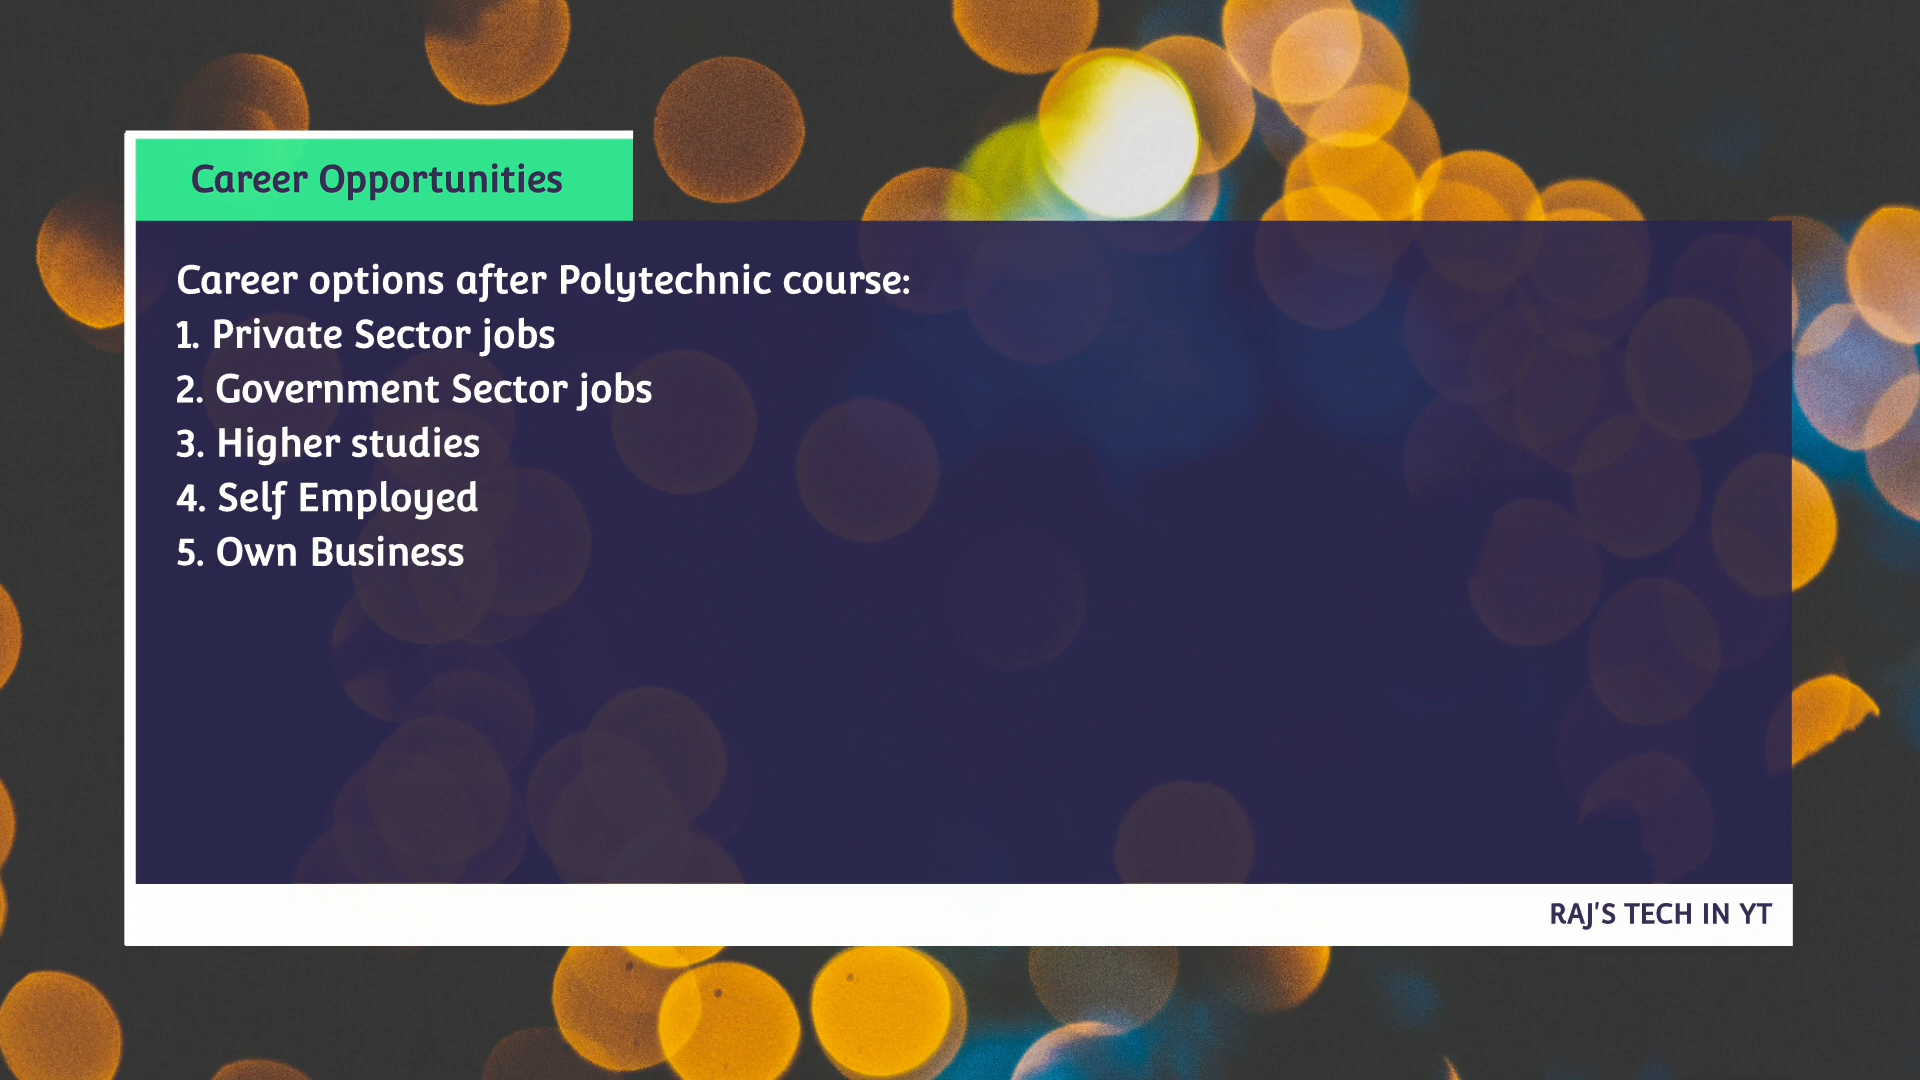 Career Opportunities
Career options after Polytechnic course:
1. Private Sector jobs
2. Government Sector jobs
3. Higher studies
4. Self Employed
5. Own Business
RAJ'S TECH IN YT